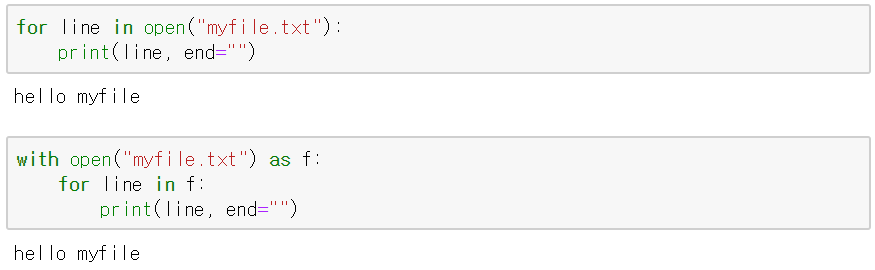 for line in open("myfile.txt"):
    print(line, end="")
hello myfile
with open("myfile.txt") as f:
    for line in f:
        print(line, end="")
hello myfile